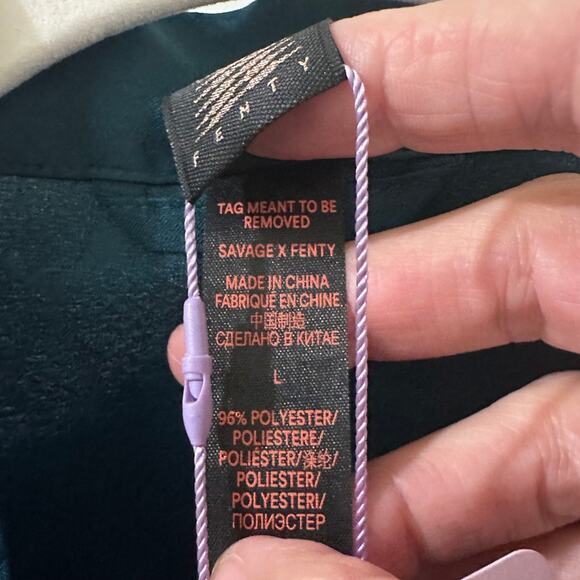 FENTY
TAG MEANT TO BE
REMOVED
SAVAGE X FENTY
MADE IN CHINA
FABRIQUÉ EN CHINE
中国制造
СДЕЛАНО В КИТАЕ
L
96% POLYESTER/
POLIESTERE/
POLIÉSTER/涤纶/
POLIESTER/
POLYESTERI/
ПОЛИЭСТЕР